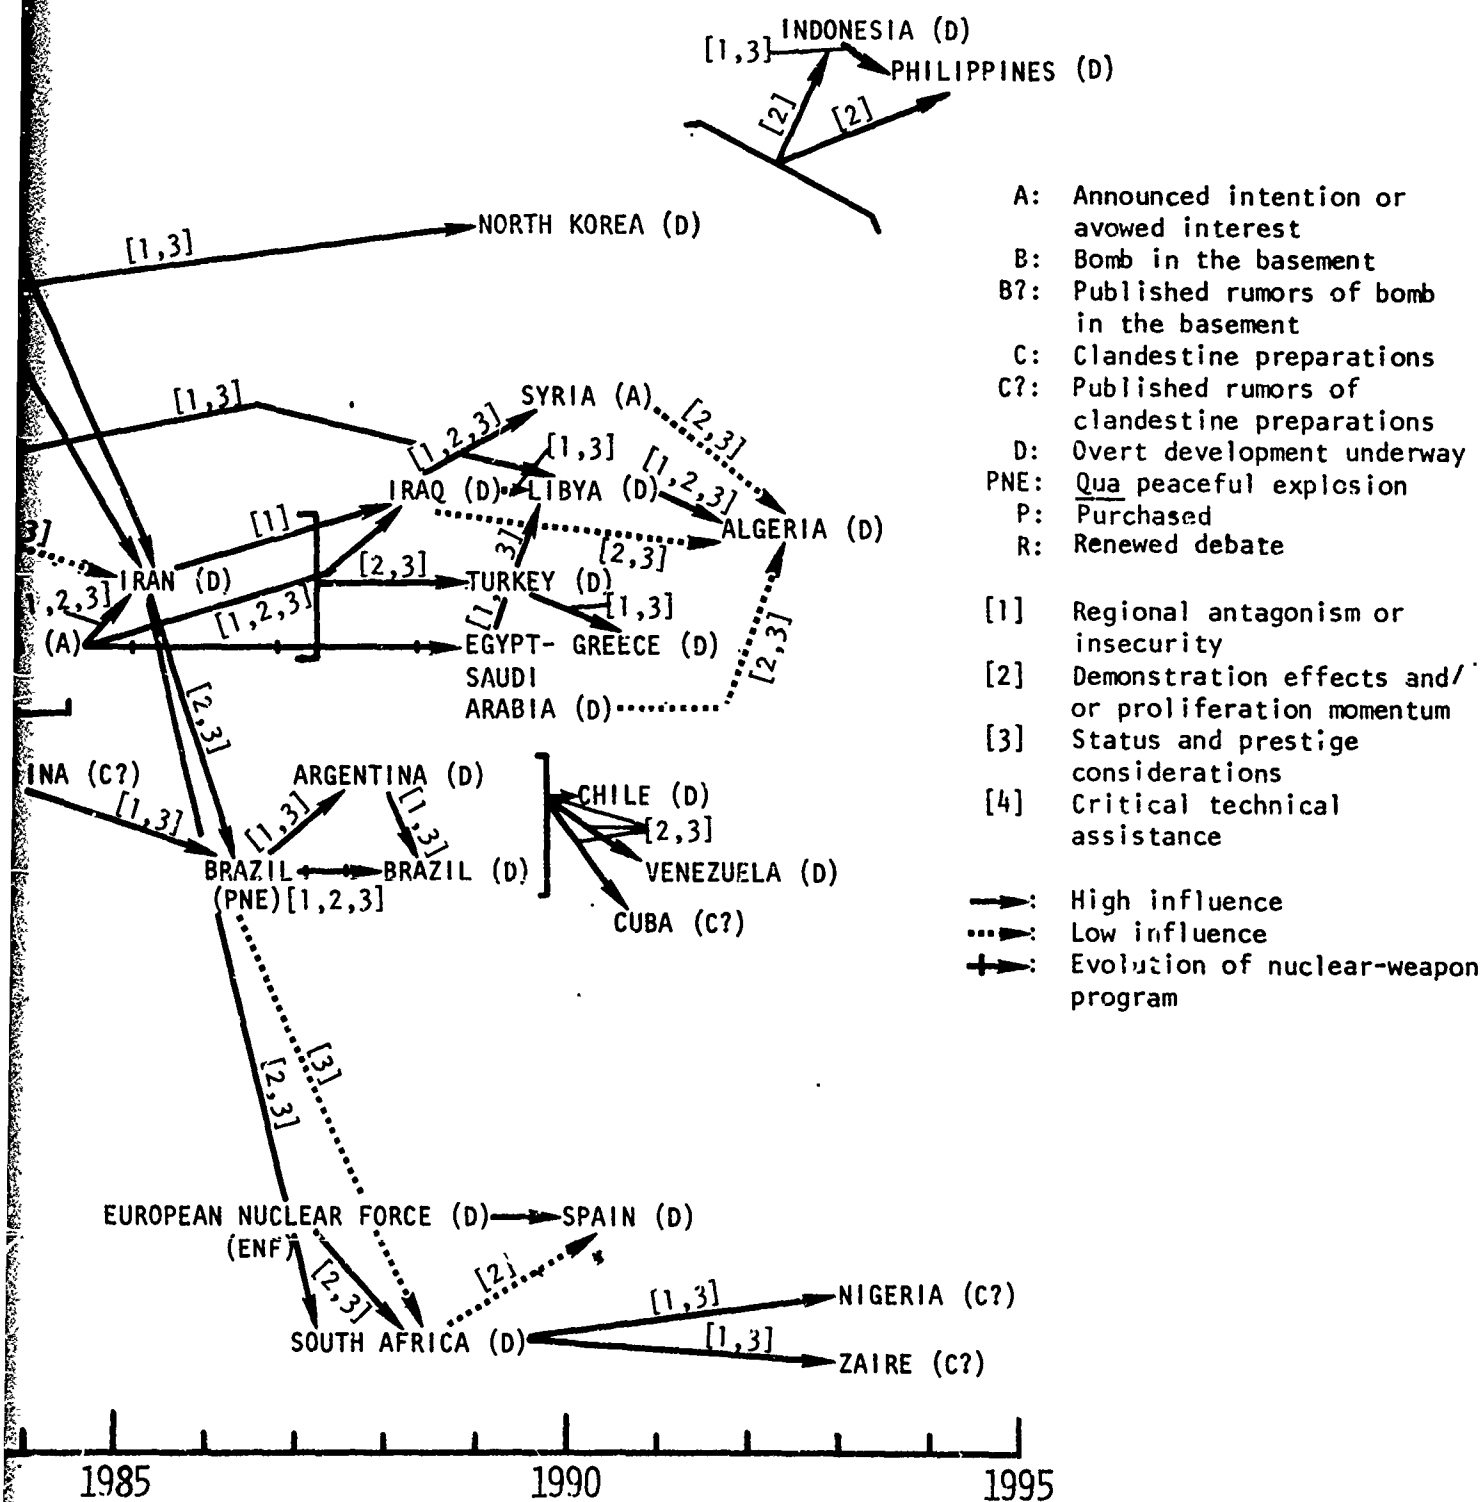 INDONESIA (D)
[1,3]
PHILIPPINES (D)
[2]
[2]
NORTH KOREA (D)
[1,3]
[1,3]
SYRIA (A)
[2,3]
[1,2,3]
[1,3]
[1,2,3]
IRAQ (D)
LIBYA (D)
ALGERIA (D)
[1]
3]
[2,3]
3]
IRAN (D)
[2,3]
TURKEY (D)
1,2,3]
[1,2,3]
[1,
[1,3]
(A)
EGYPT-
SAUDI
ARABIA (D)
GREECE (D)
[2,3]
[2,3]
INA (C?)
[1,3]
ARGENTINA (D)
[1,3]
[1,3]
CHILE (D)
[2,3]
BRAZIL
(PNE)[1,2,3]
BRAZIL (D)
VENEZUELA (D)
CUBA (C?)
[2,3]
[3]
EUROPEAN NUCLEAR FORCE (D)
(ENF)
SPAIN (D)
[2,3]
[2]
SOUTH AFRICA (D)
[1,3]
NIGERIA (C?)
[1,3]
ZAIRE (C?)
1985
1990
1995
A: Announced intention or
avowed interest
B: Bomb in the basement
B?: Published rumors of bomb
in the basement
C: Clandestine preparations
C?: Published rumors of
clandestine preparations
D: Overt development underway
PNE: Qua peaceful explosion
P: Purchased
R: Renewed debate
[1] Regional antagonism or
insecurity
[2] Demonstration effects and/
or proliferation momentum
[3] Status and prestige
considerations
[4] Critical technical
assistance
: High influence
: Low influence
: Evolution of nuclear-weapon
program